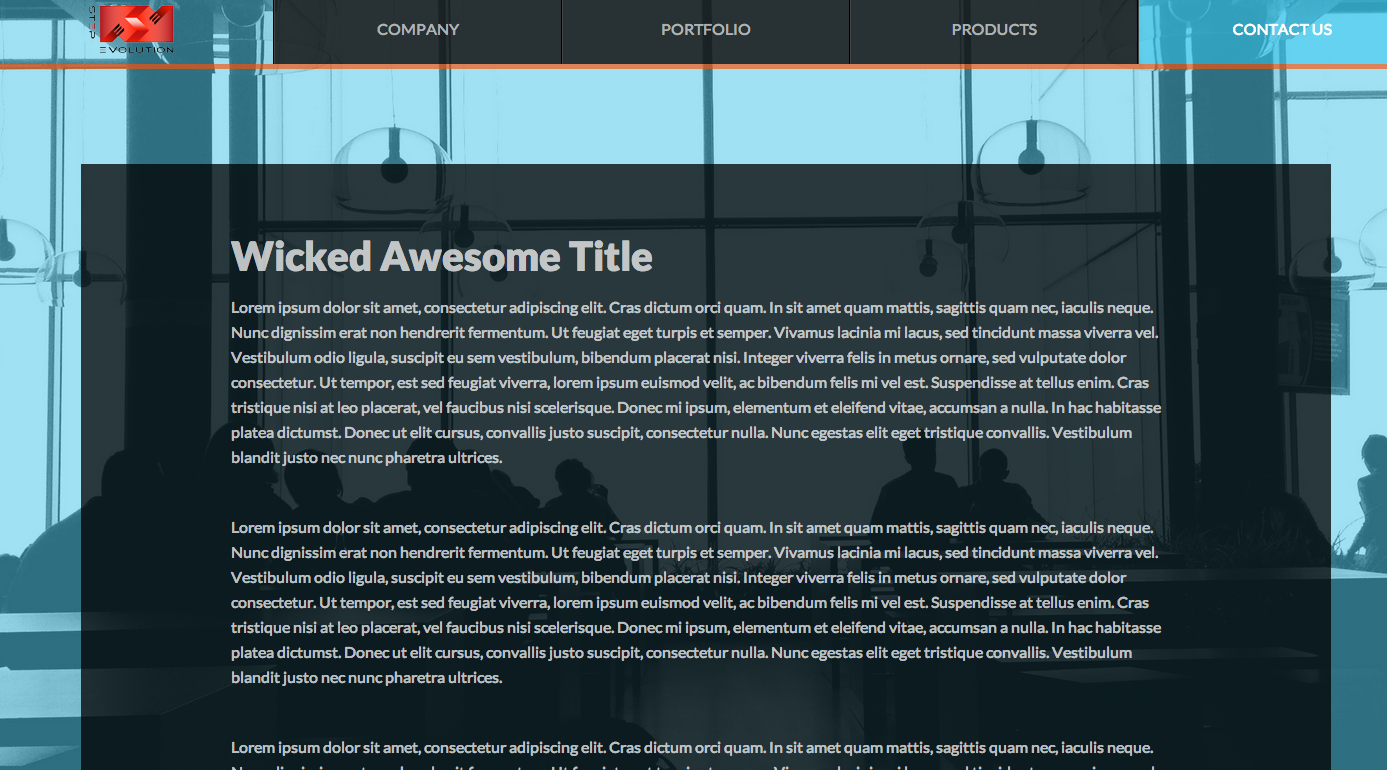 STEP
EVOLUTION
COMPANY
PORTFOLIO
PRODUCTS
CONTACT US
Wicked Awesome Title
Lorem ipsum dolor sit amet, consectetur adipiscing elit. Cras dictum orci quam. In sit amet quam mattis, sagittis quam nec, iaculis neque.
Nunc dignissim erat non hendrerit fermentum. Ut feugiat eget turpis et semper. Vivamus lacinia mi lacus, sed tincidunt massa viverra vel.
Vestibulum odio ligula, suscipit eu sem vestibulum, bibendum placerat nisi. Integer viverra felis in metus ornare, sed vulputate dolor
consectetur. Ut tempor, est sed feugiat viverra, lorem ipsum euismod velit, ac bibendum felis mi vel est. Suspendisse at tellus enim. Cras
tristique nisi at leo placerat, vel faucibus nisi scelerisque. Donec mi ipsum, elementum et eleifend vitae, accumsan a nulla. In hac habitasse
platea dictumst. Donec ut elit cursus, convallis justo suscipit, consectetur nulla. Nunc egestas elit eget tristique convallis. Vestibulum
blandit justo nec nunc pharetra ultrices.
Lorem ipsum dolor sit amet, consectetur adipiscing elit. Cras dictum orci quam. In sit amet quam mattis, sagittis quam nec, iaculis neque.
Nunc dignissim erat non hendrerit fermentum. Ut feugiat eget turpis et semper. Vivamus lacinia mi lacus, sed tincidunt massa viverra vel.
Vestibulum odio ligula, suscipit eu sem vestibulum, bibendum placerat nisi. Integer viverra felis in metus ornare, sed vulputate dolor
consectetur. Ut tempor, est sed feugiat viverra, lorem ipsum euismod velit, ac bibendum felis mi vel est. Suspendisse at tellus enim. Cras
tristique nisi at leo placerat, vel faucibus nisi scelerisque. Donec mi ipsum, elementum et eleifend vitae, accumsan a nulla. In hac habitasse
platea dictumst. Donec ut elit cursus, convallis justo suscipit, consectetur nulla. Nunc egestas elit eget tristique convallis. Vestibulum
blandit justo nec nunc pharetra ultrices.
Lorem ipsum dolor sit amet, consectetur adipiscing elit. Cras dictum orci quam. In sit amet quam mattis, sagittis quam nec, iaculis neque.